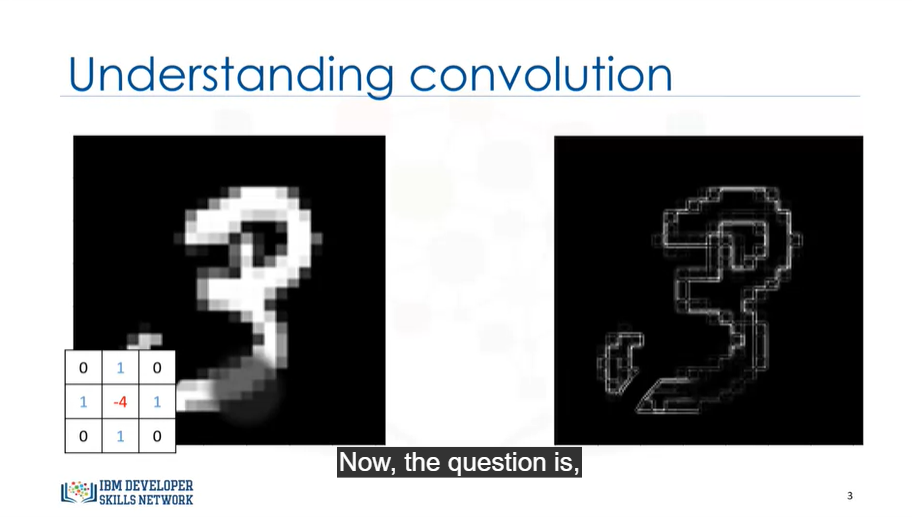 Understanding convolution
0 1 0
1 -4 1
0 1 0
Now, the question is,
IBM DEVELOPER
SKILLS NETWORK
3